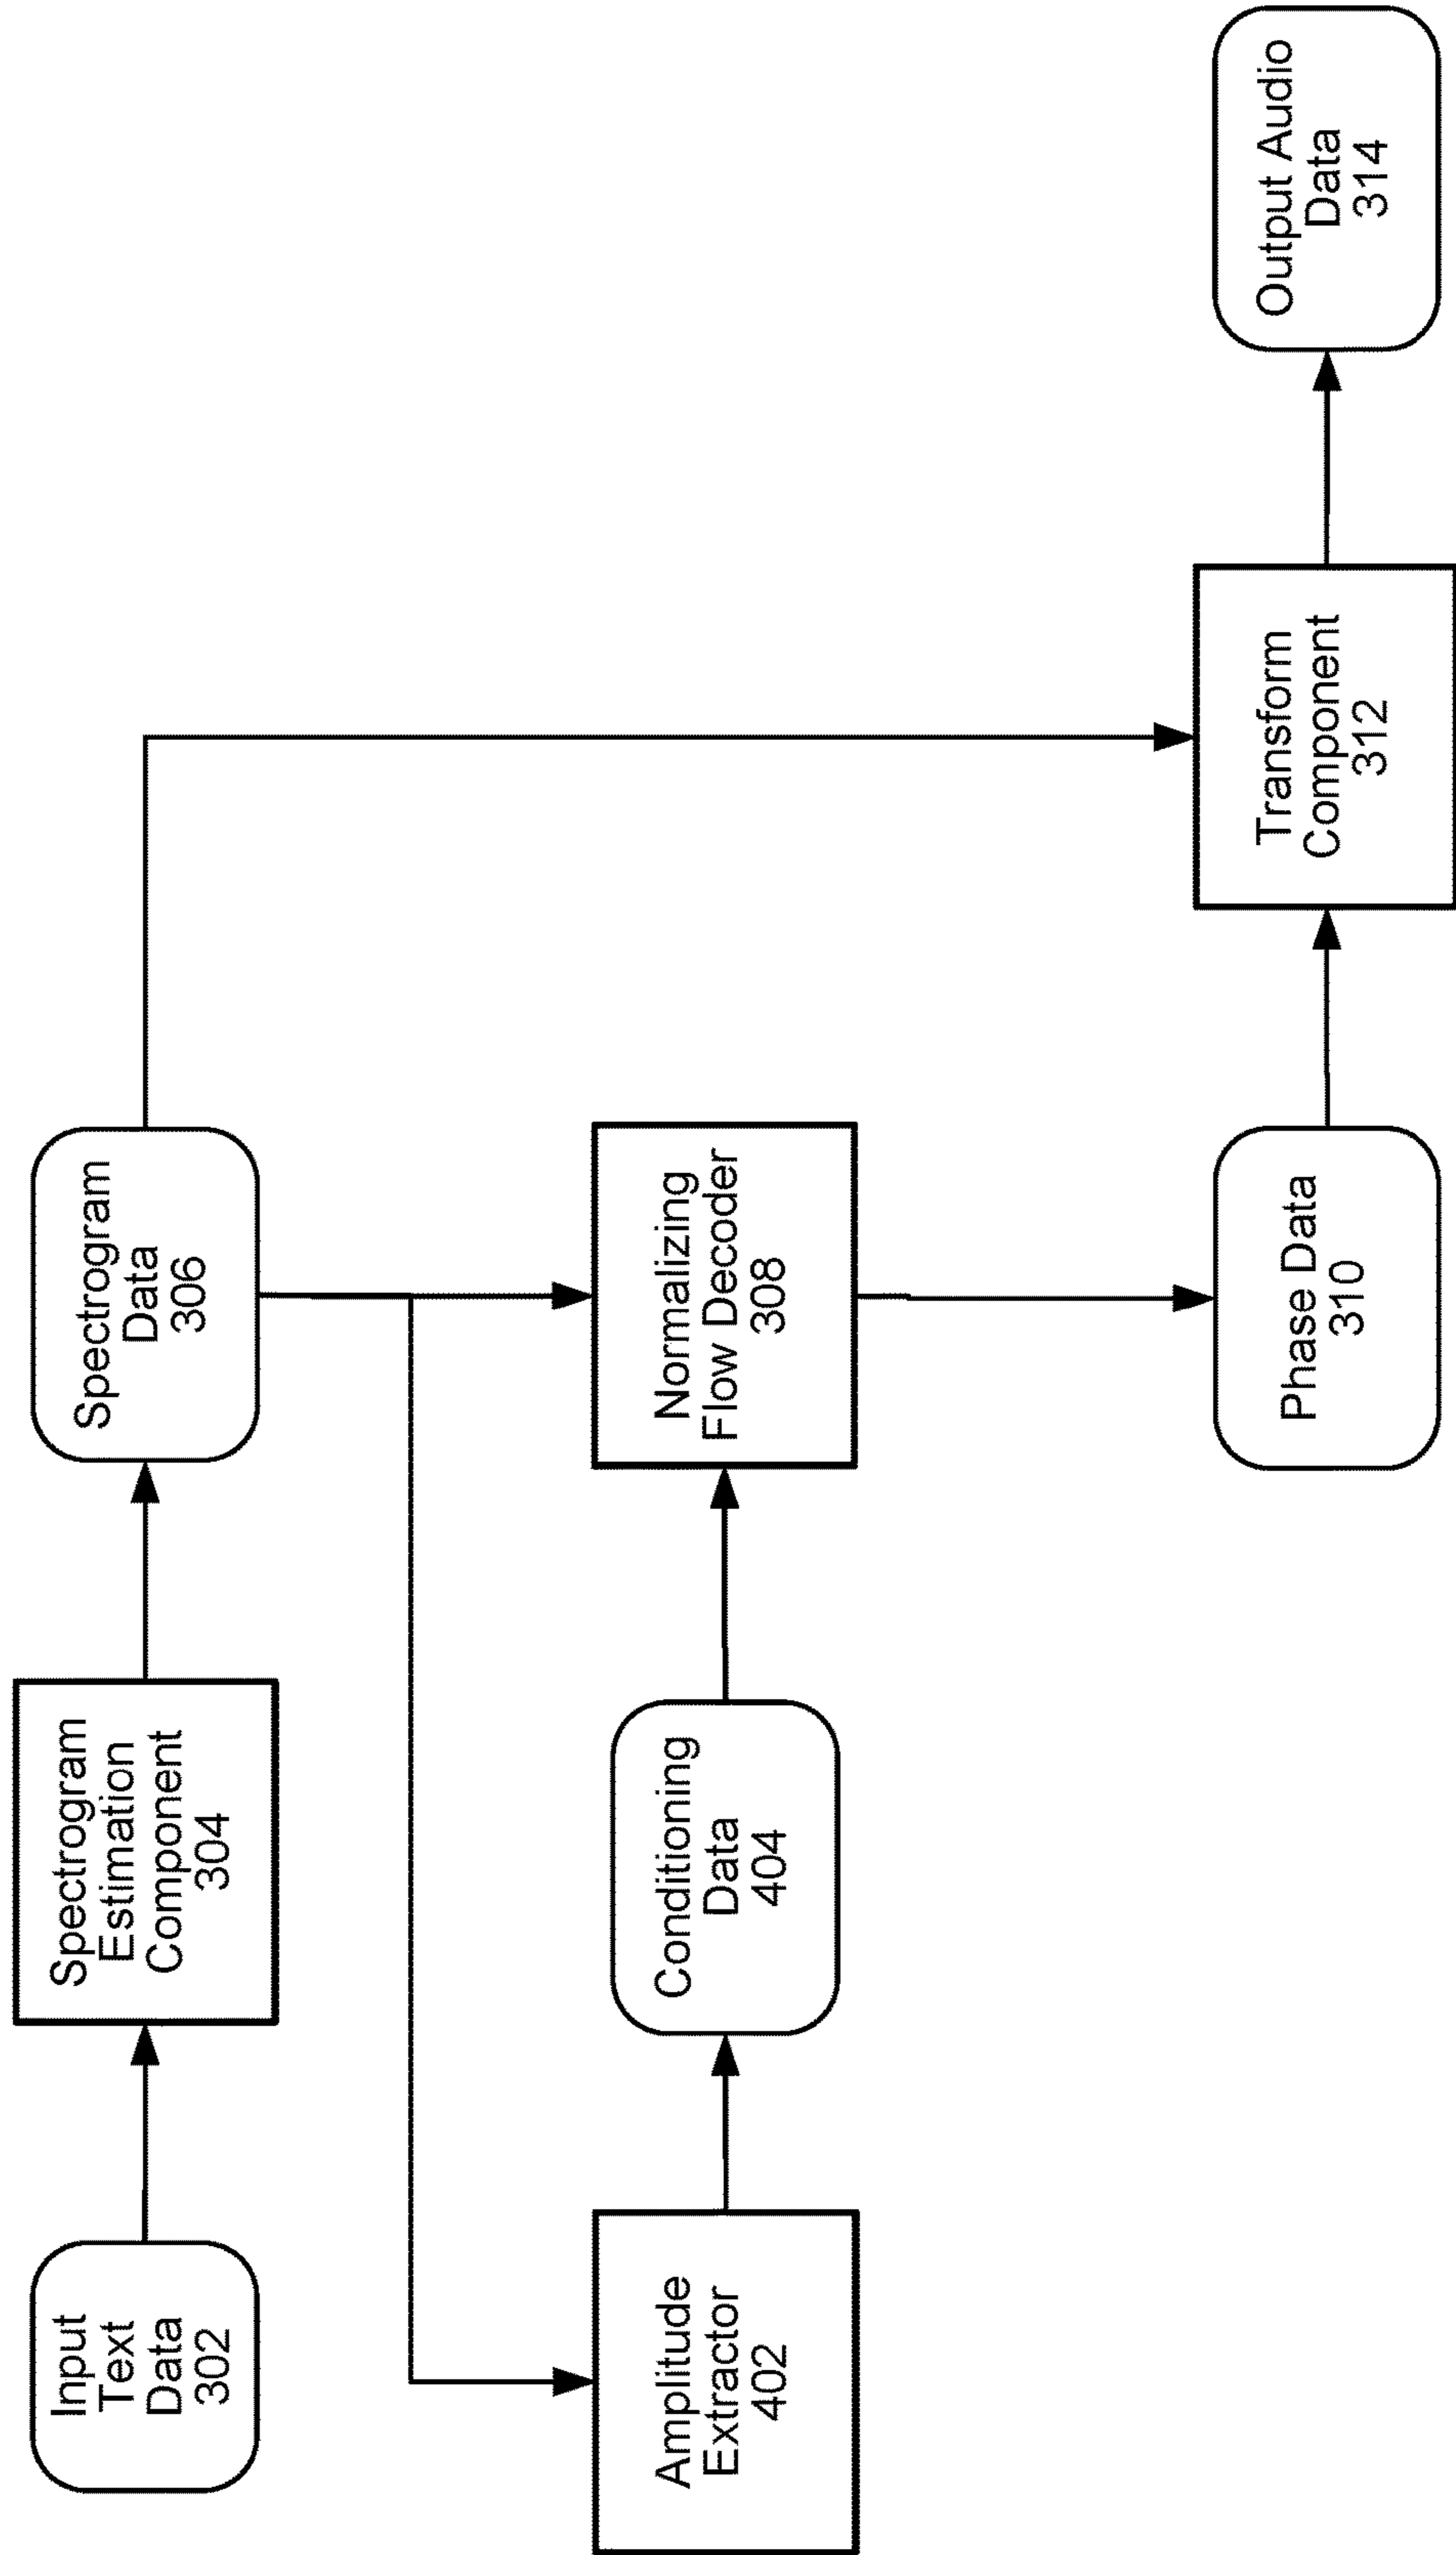 Input
Text
Data
302
Spectrogram
Estimation
Component
304
Spectrogram
Data
306
Amplitude
Extractor
402
Conditioning
Data
404
Normalizing
Flow Decoder
308
Phase Data
310
Transform
Component
312
Output Audio
Data
314